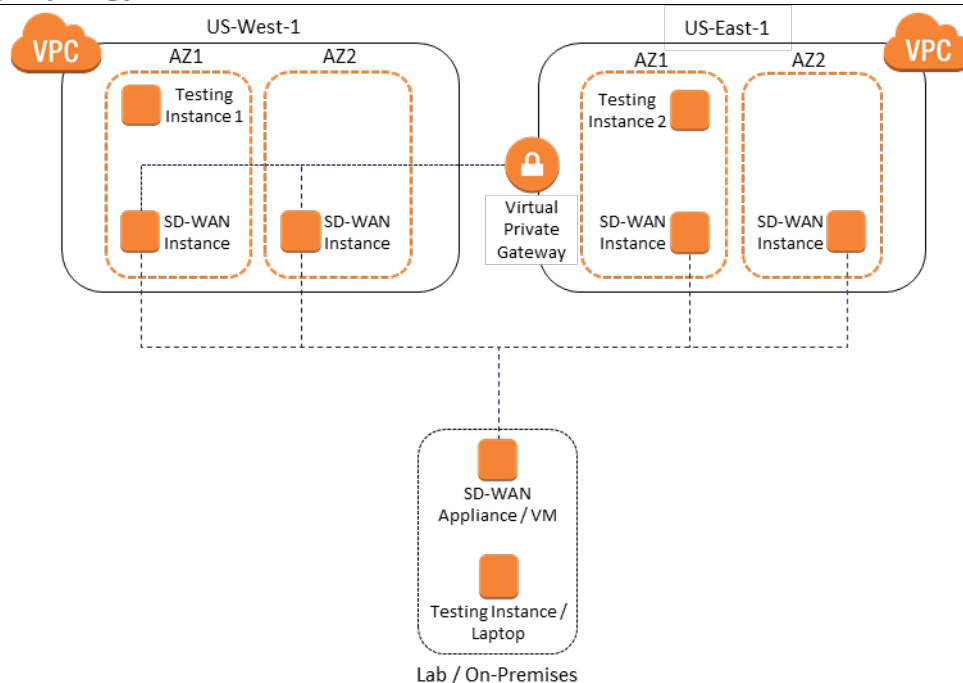 US-West-1
US-East-1
VPC
VPC
AZ1
AZ2
AZ1
AZ2
Testing
Instance 1
Testing
Instance 2
Virtual
Private
Gateway
SD-WAN
Instance
SD-WAN
Instance
SD-WAN
Instance
SD-WAN
Instance
SD-WAN
Appliance / VM
Testing Instance /
Laptop
Lab / On-Premises